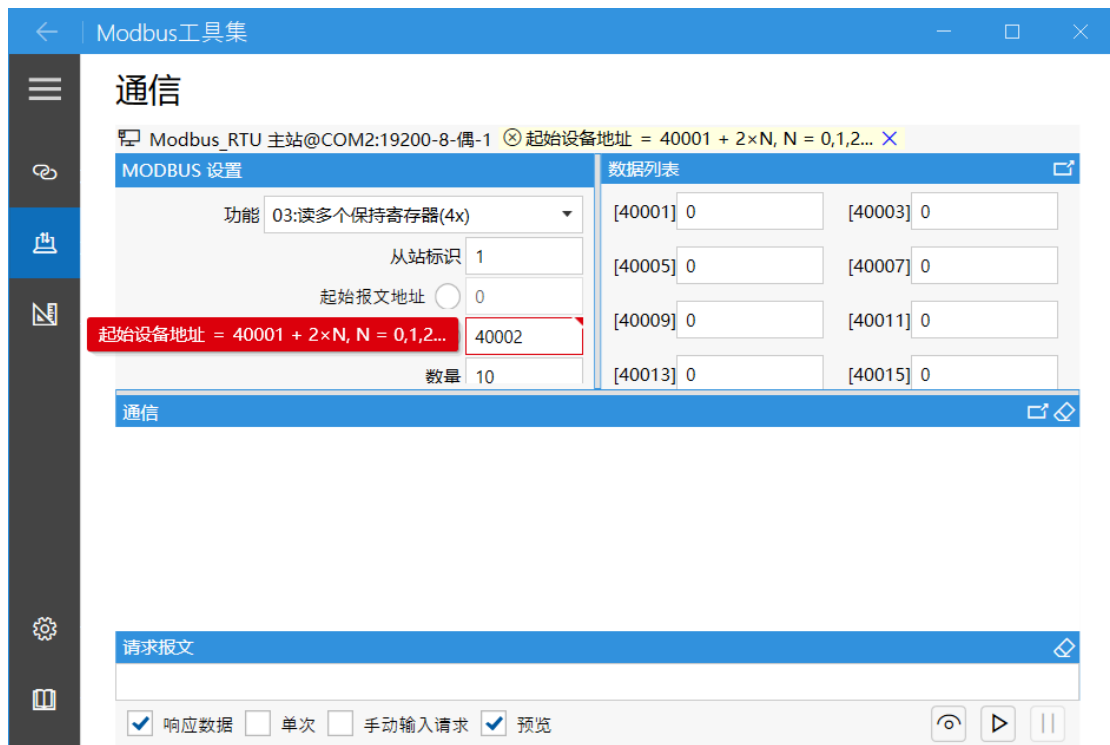 Modbus工具集
通信
Modbus_RTU 主站@COM2:19200-8-偶-1 起始设备地址 = 40001 + 2×N, N = 0,1,2...
MODBUS 设置
功能 03:读多个保持寄存器(4x)
从站标识 1
起始报文地址 0
起始设备地址 = 40001 + 2×N, N = 0,1,2... 40002
数量 10
数据列表
[40001] 0 [40003] 0
[40005] 0 [40007] 0
[40009] 0 [40011] 0
[40013] 0 [40015] 0
通信
请求报文
响应数据 单次 手动输入请求 预览